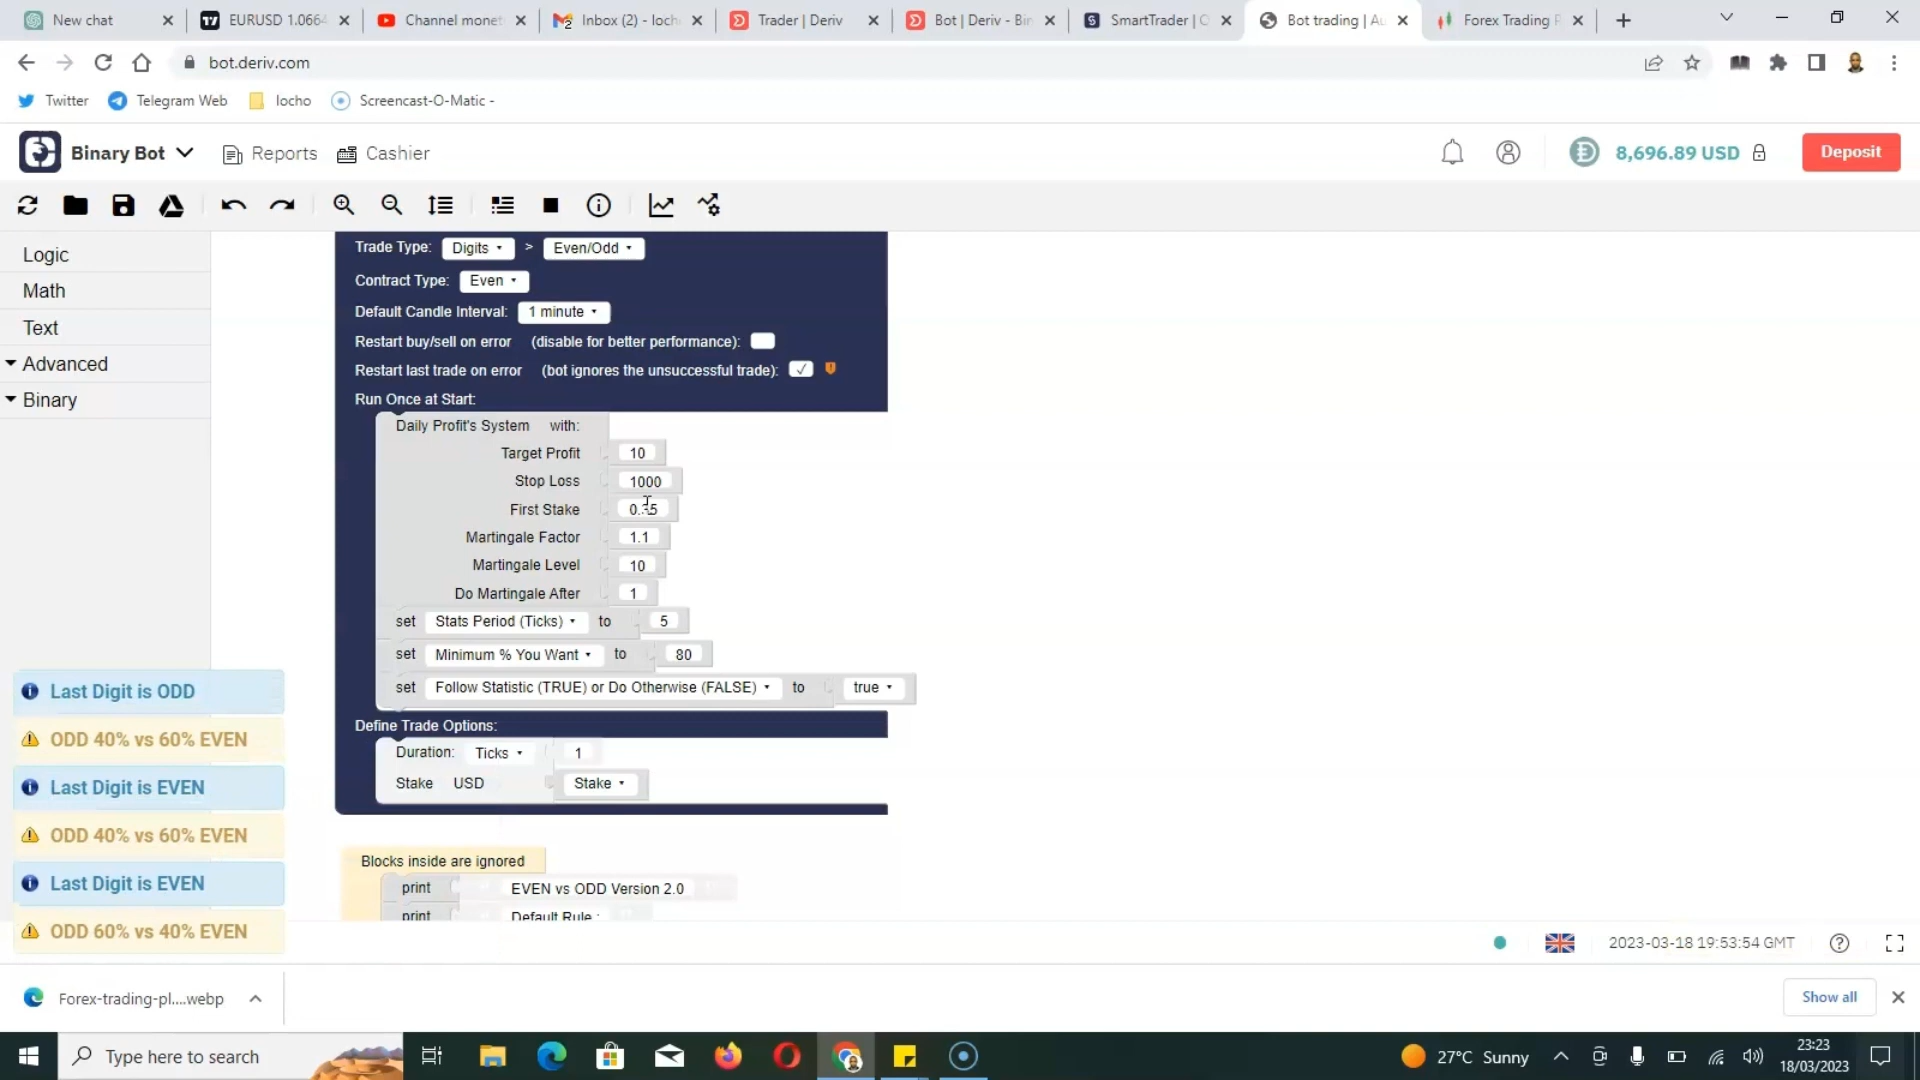 New chat
EURUSD 1.0664
Channel monet
Inbox (2) - loch
Trader | Deriv
Bot | Deriv - Bin
SmartTrader | O
Bot trading | Au
Forex Trading P
bot.deriv.com
Twitter
Telegram Web
locho
Screencast-O-Matic -
Binary Bot
Reports
Cashier
8,696.89 USD
Deposit
Logic
Math
Text
Advanced
Binary
Trade Type: Digits > Even/Odd
Contract Type: Even
Default Candle Interval: 1 minute
Restart buy/sell on error (disable for better performance):
Restart last trade on error (bot ignores the unsuccessful trade): ✓
Run Once at Start:
Daily Profit's System with:
Target Profit 10
Stop Loss 1000
First Stake 0.35
Martingale Factor 1.1
Martingale Level 10
Do Martingale After 1
set Stats Period (Ticks) to 5
set Minimum % You Want to 80
set Follow Statistic (TRUE) or Do Otherwise (FALSE) to true
Define Trade Options:
Duration: Ticks 1
Stake USD Stake
Blocks inside are ignored
print EVEN vs ODD Version 2.0
print Default Rule :
Last Digit is ODD
ODD 40% vs 60% EVEN
Last Digit is EVEN
ODD 40% vs 60% EVEN
Last Digit is EVEN
ODD 60% vs 40% EVEN
2023-03-18 19:53:54 GMT
Forex-trading-pl....webp
Show all
Type here to search
27°C Sunny
23:23
18/03/2023